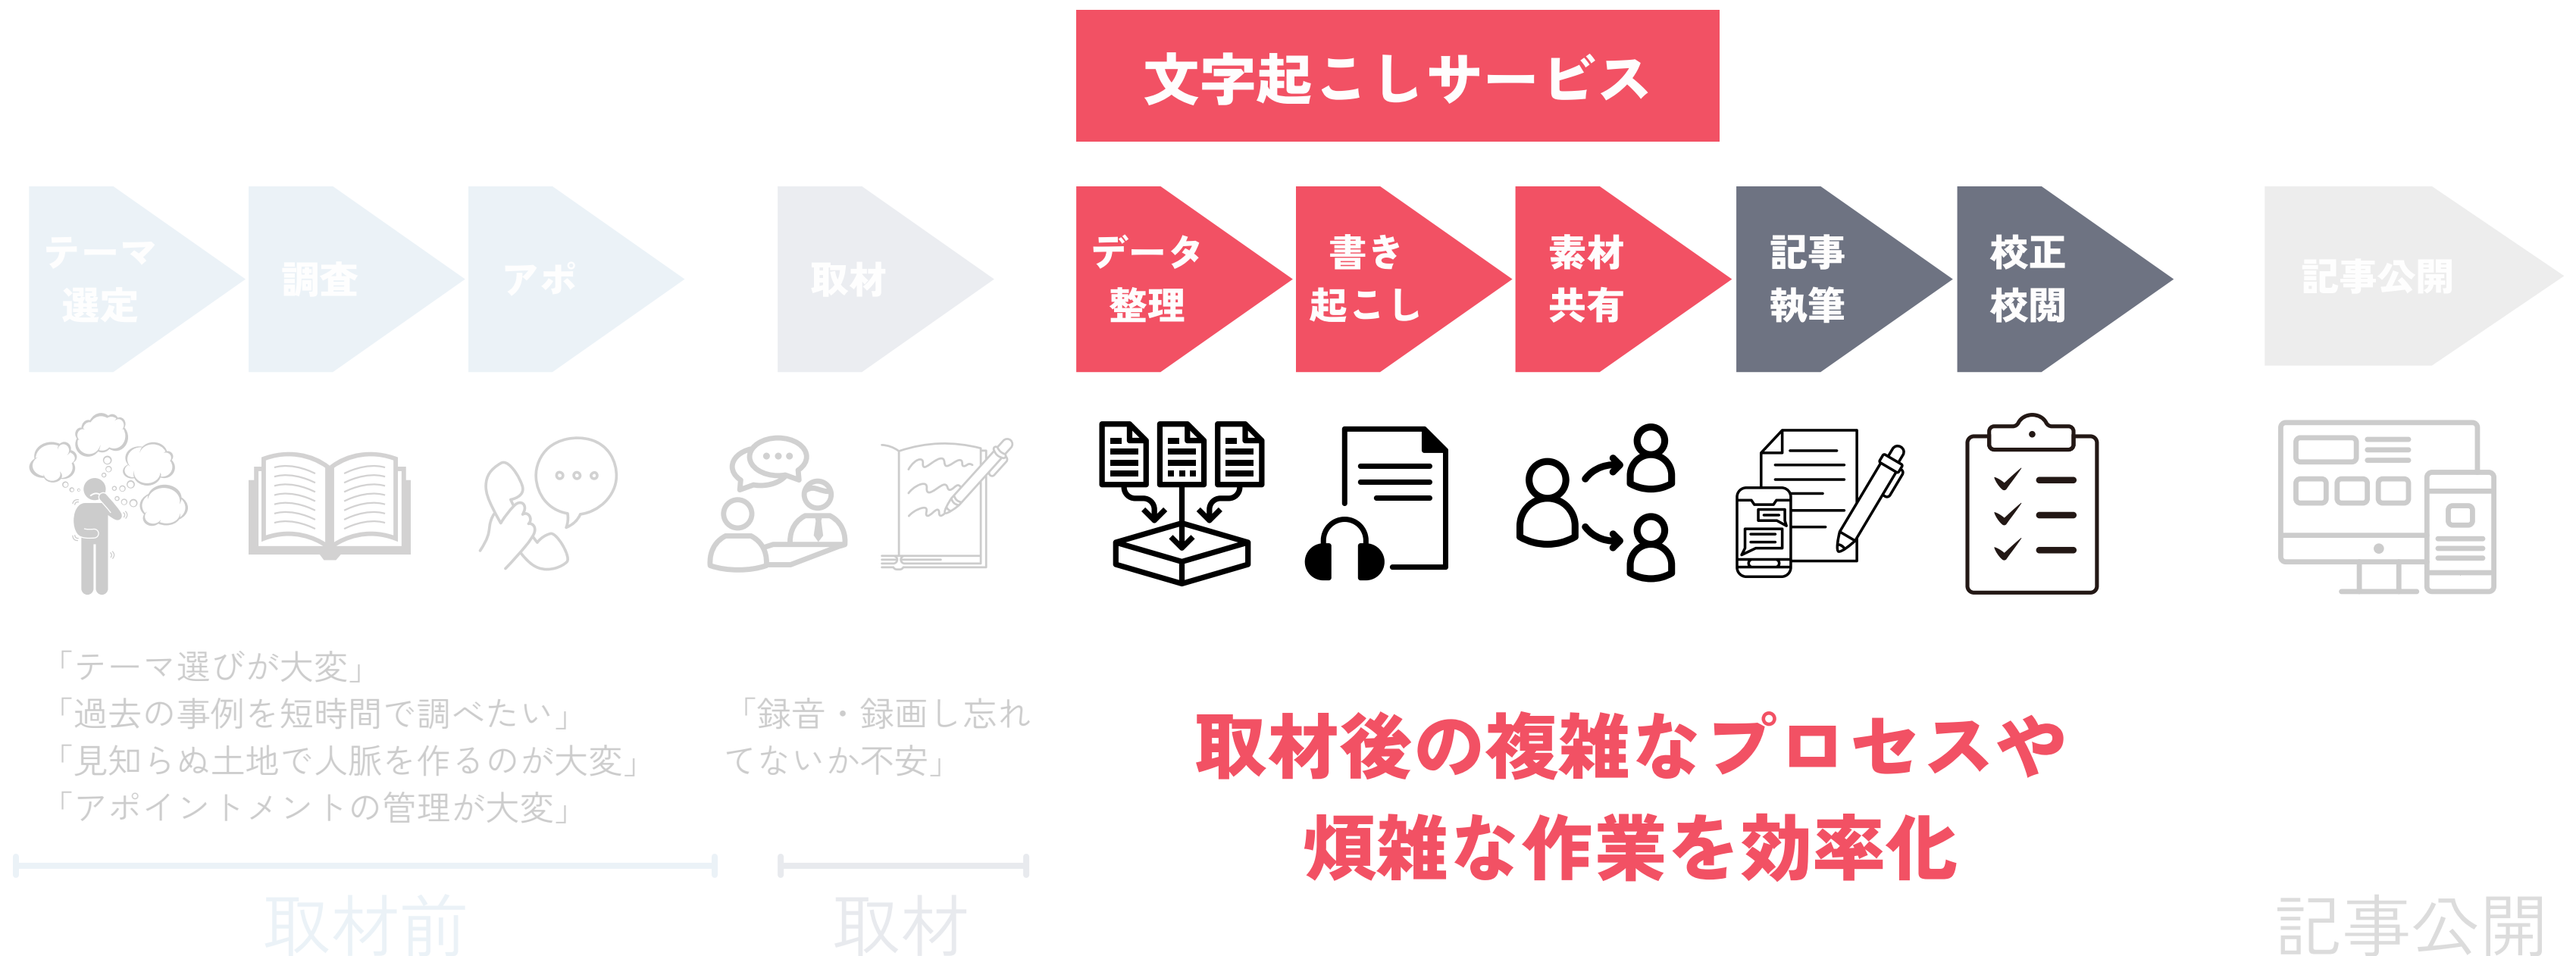 文字起こしサービス
テーマ
選定
調査
アポ
取材
データ
整理
書き
起こし
素材
共有
記事
執筆
校正
校閲
記事公開
「テーマ選びが大変」
「過去の事例を短時間で調べたい」
「見知らぬ土地で人脈を作るのが大変」
「アポイントメントの管理が大変」
「録音・録画し忘れ
てないか不安」
取材後の複雑なプロセスや
煩雑な作業を効率化
取材前
取材
記事公開